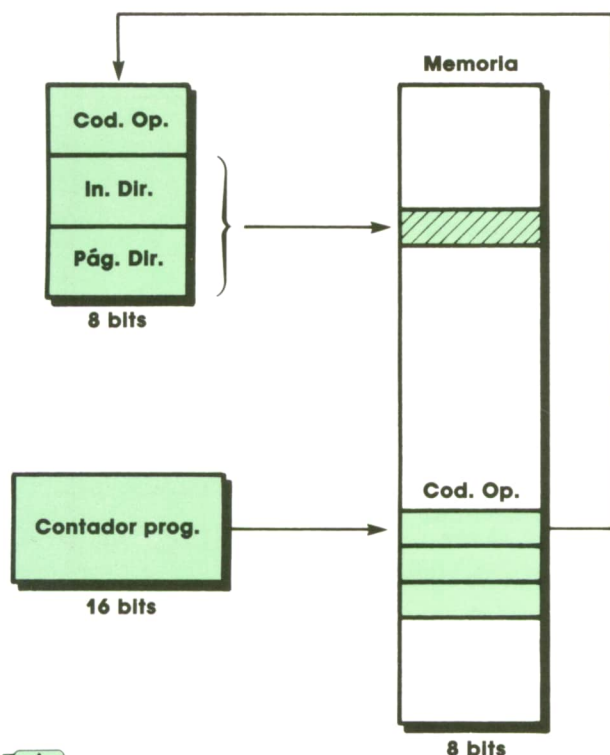 Memoria
Cod. Op.
In. Dir.
Pág. Dir.
8 bits
Cod. Op.
Contador prog.
16 bits
8 bits